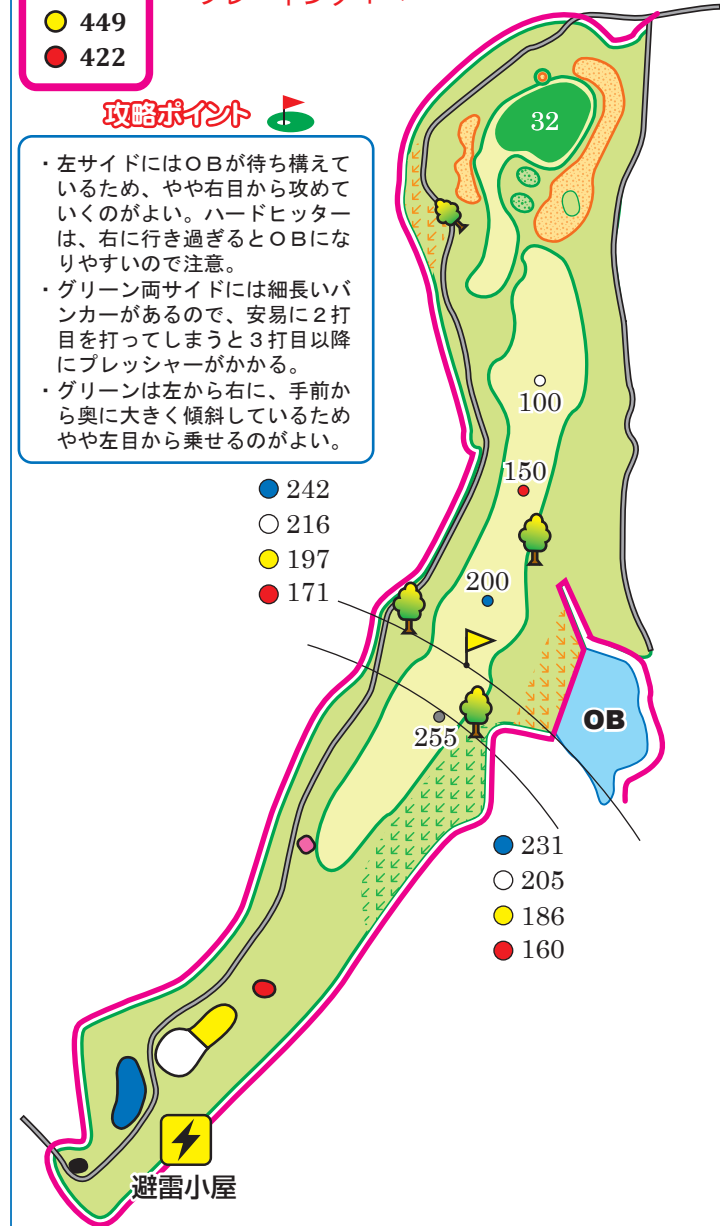 449
422
攻略ポイント
・左サイドにはＯＢが待ち構えて
いるため、やや右目から攻めて
いくのがよい。ハードヒッター
は、右に行き過ぎるとＯＢにな
りやすいので注意。
・グリーン両サイドには細長いバ
ンカーがあるので、安易に２打
目を打ってしまうと３打目以降
にプレッシャーがかかる。
・グリーンは左から右に、手前か
ら奥に大きく傾斜しているため
やや左目から乗せるのがよい。
32
100
150
200
255
242
216
197
171
OB
231
205
186
160
避雷小屋